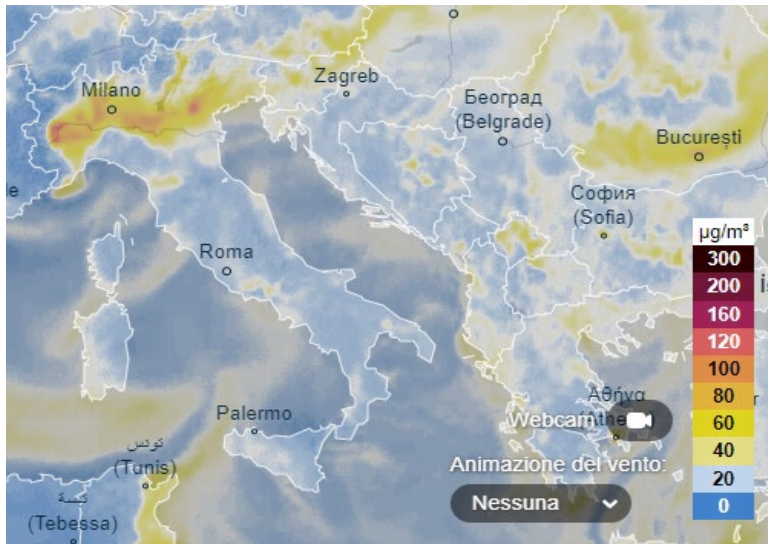 Zagreb
Milano
Београд
(Belgrade)
București
София
(Sofia)
Roma
µg/m³
300
200
160
120
100
80
60
40
20
0
Αθήνα
Webcam
Palermo
تونس
(Tunis)
Animazione del vento:
Nessuna
تبسة
(Tebessa)